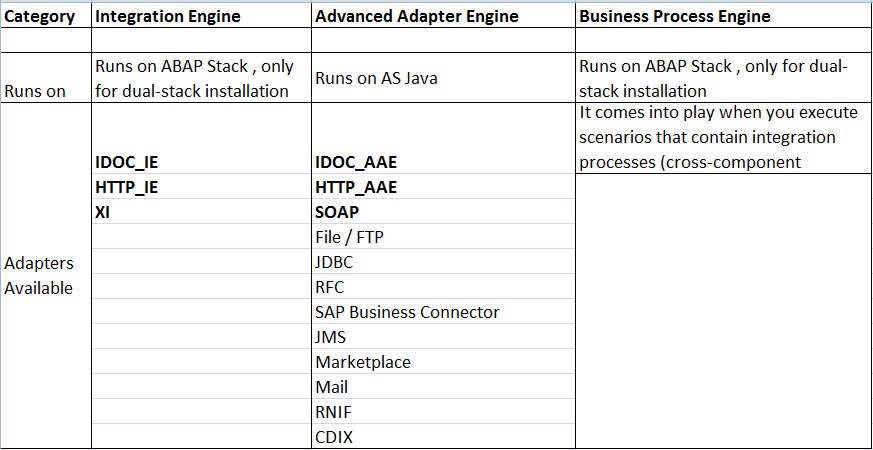 Category Integration Engine Advanced Adapter Engine Business Process Engine
Runs on
Runs on ABAP Stack , only
for dual-stack installation
Runs on AS Java
Runs on ABAP Stack , only for dual-
stack installation
Adapters
Available
IDOC_IE
HTTP_IE
XI
IDOC_AAE
HTTP_AAE
SOAP
File / FTP
JDBC
RFC
SAP Business Connector
JMS
Marketplace
Mail
RNIF
CDIX
It comes into play when you execute
scenarios that contain integration
processes (cross-component